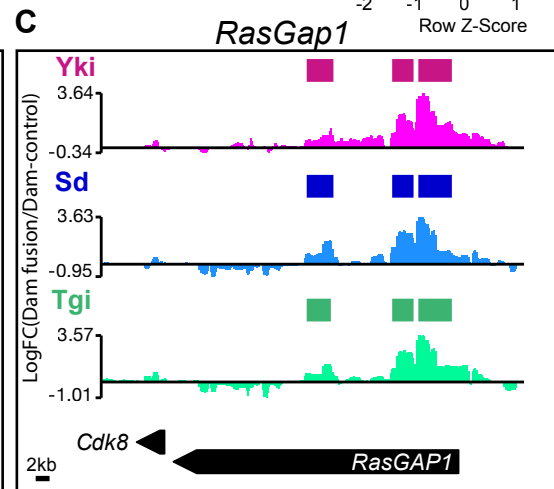 -2 -1 0 1
Row Z-Score
C
RasGap1
LogFC(Dam fusion/Dam-control)
Yki
3.64
-0.34
Sd
3.63
-0.95
Tgi
3.57
-1.01
Cdk8
RasGAP1
2kb